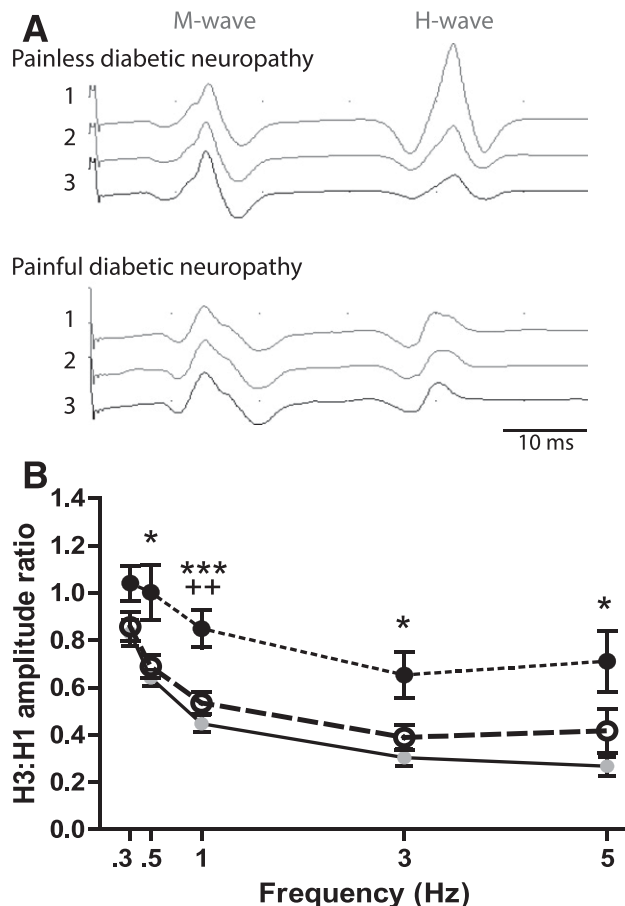 A
M-wave H-wave
Painless diabetic neuropathy
1
2
3
Painful diabetic neuropathy
1
2
3
10 ms
B
H3:H1 amplitude ratio
1.4
1.2
1.0
0.8
0.6
0.4
0.2
0.0
*
***
++
*
*
.3 .5 1 3 5
Frequency (Hz)